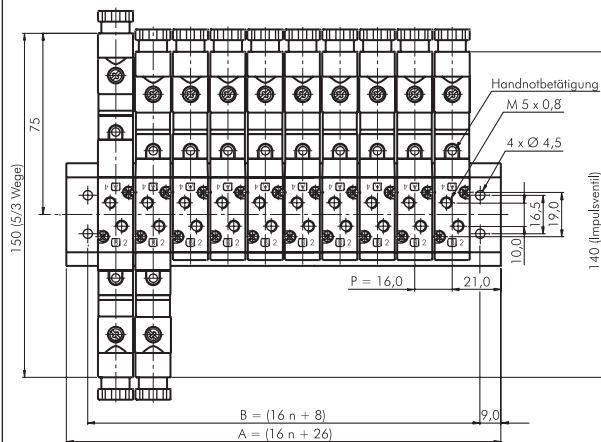 150 (5/3 Wege)
75
Handnotbetätigung
M 5 x 0,8
4 x Ø 4,5
16,5
19,0
10,0
140 (Impulsventil)
P = 16,0
21,0
B = (16 n + 8)
9,0
A = (16 n + 26)